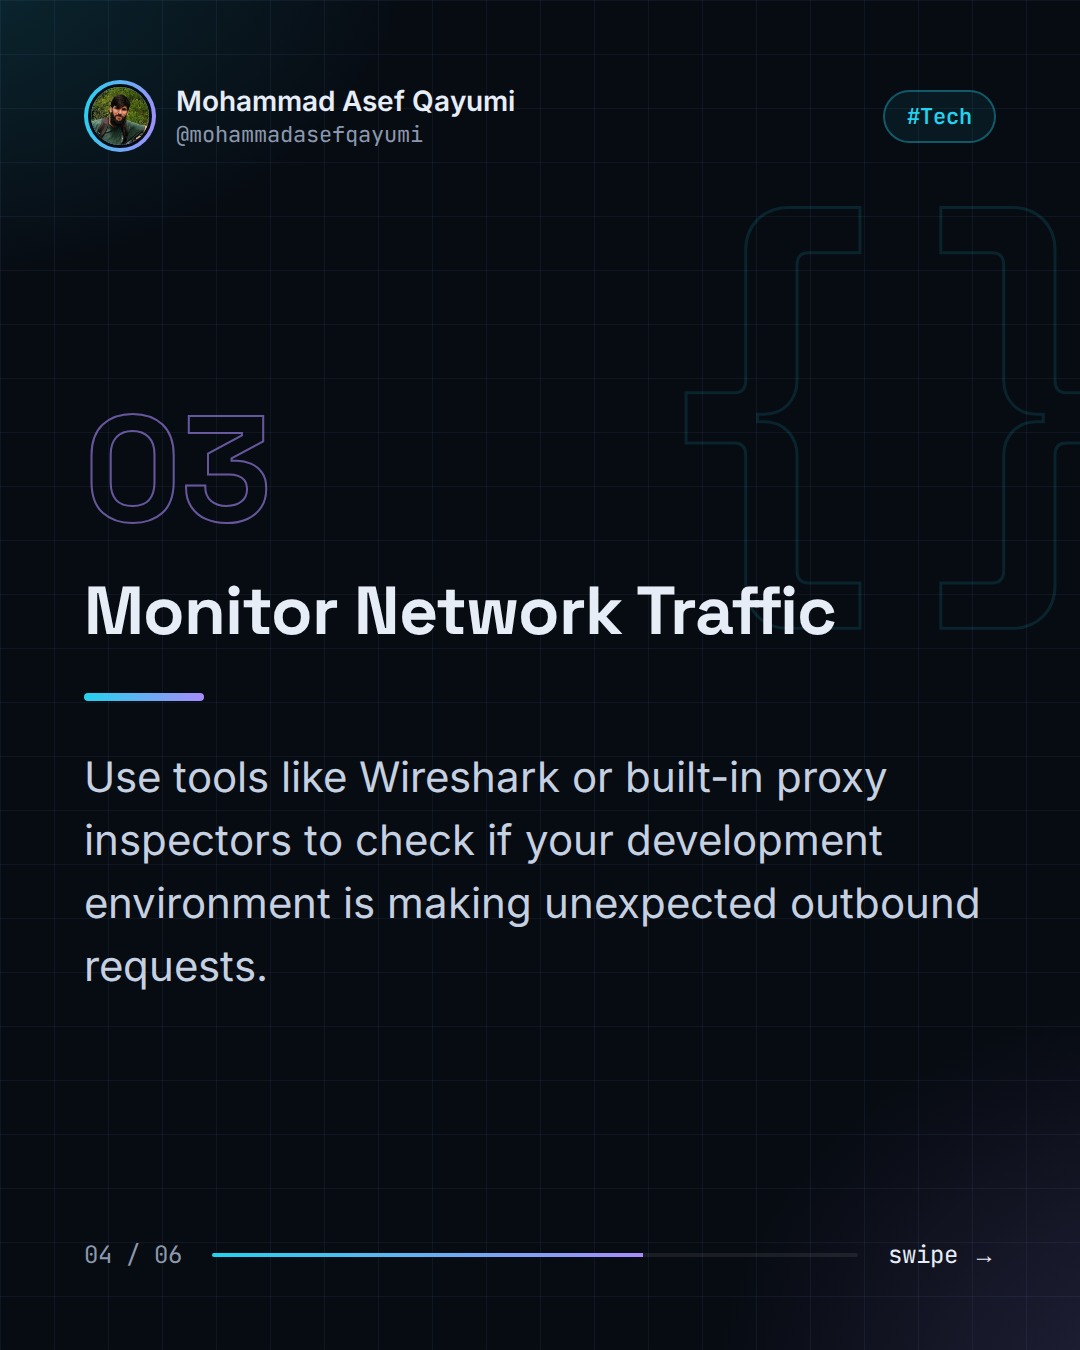 Mohammad Asef Qayumi
@mohammadasefqayumi
#Tech
{}
03
Monitor Network Traffic
Use tools like Wireshark or built-in proxy
inspectors to check if your development
environment is making unexpected outbound
requests.
04 / 06
swipe →